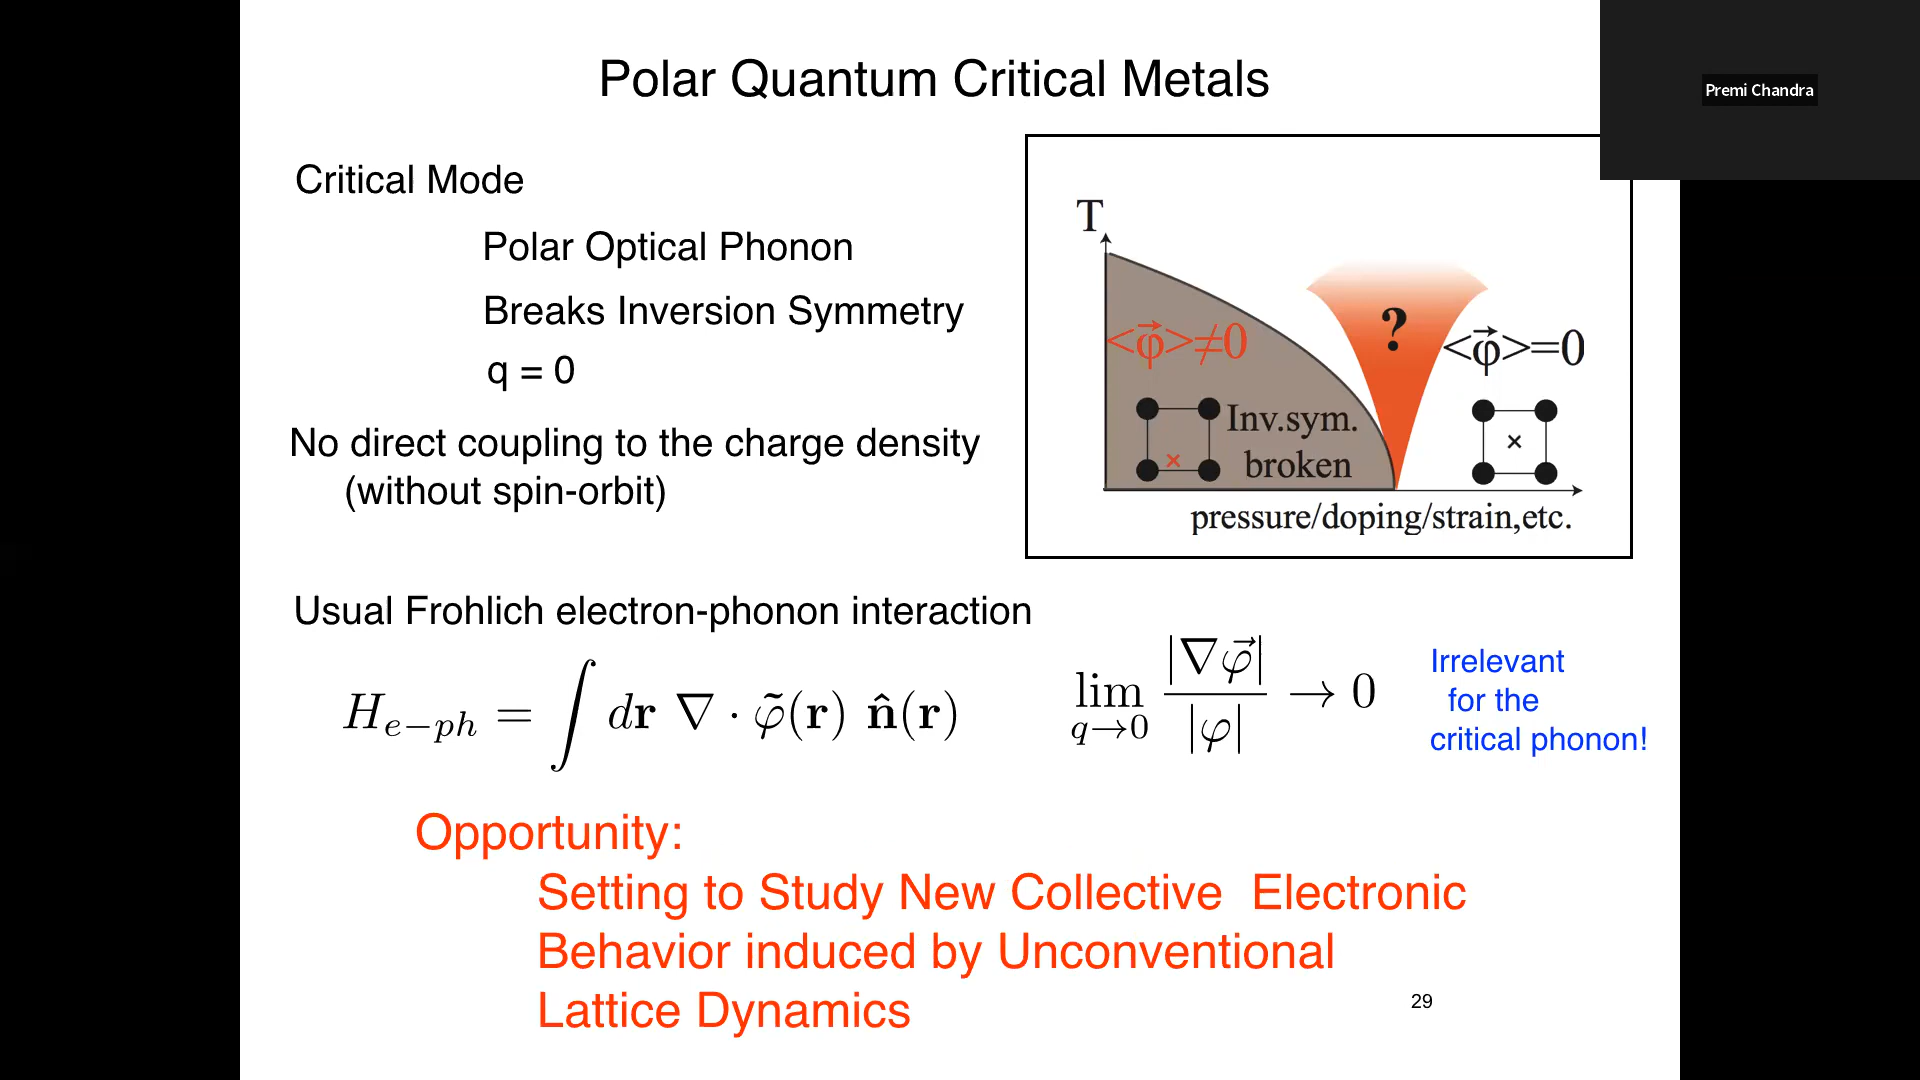 Polar Quantum Critical Metals
Premi Chandra
Critical Mode
Polar Optical Phonon
Breaks Inversion Symmetry
q = 0
No direct coupling to the charge density
(without spin-orbit)
T
<φ⃗>≠0
?
<φ⃗>=0
Inv.sym.
broken
×
×
pressure/doping/strain,etc.
Usual Frohlich electron-phonon interaction
H_{e-ph} = ∫ d𝐫 ∇ · φ̃(𝐫) 𝐧̂(𝐫)
lim_{q→0} |∇φ⃗| / |φ| → 0
Irrelevant
for the
critical phonon!
Opportunity:
Setting to Study New Collective Electronic
Behavior induced by Unconventional
Lattice Dynamics
29